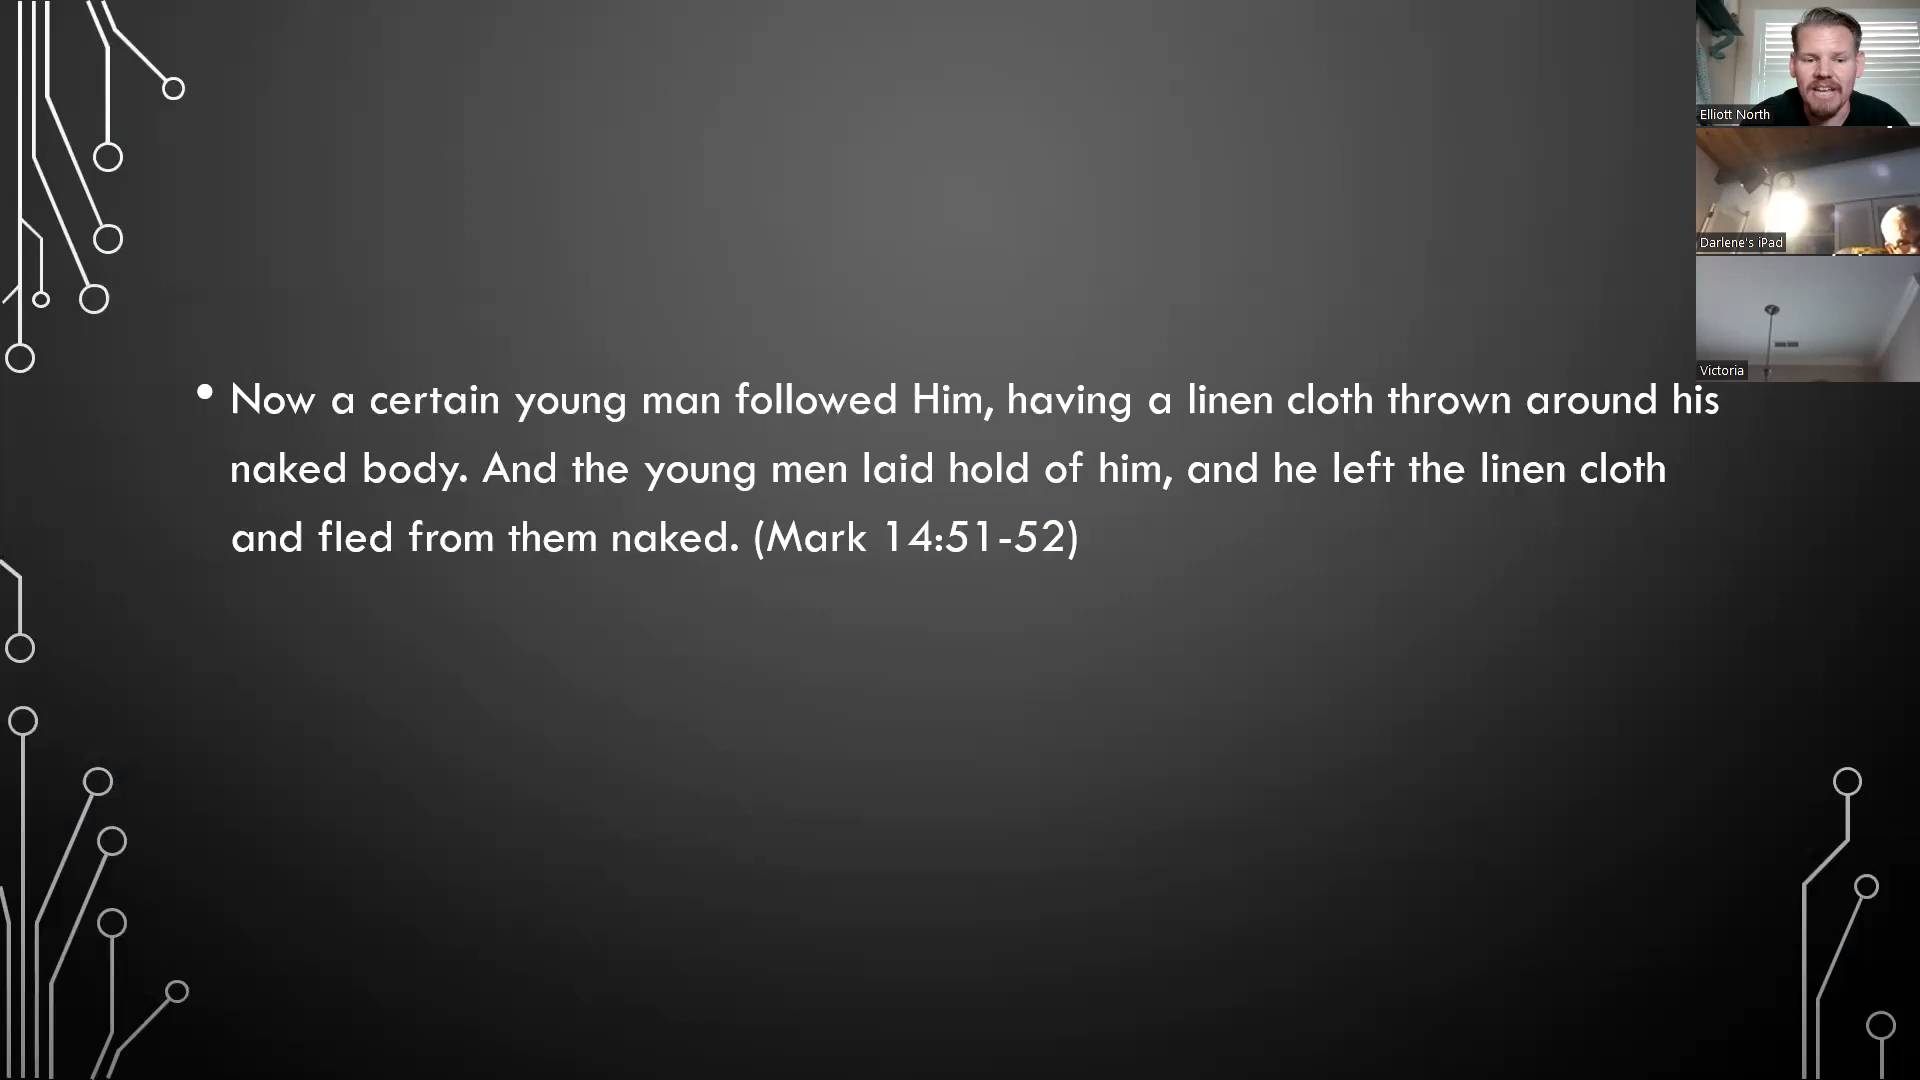 Elliott North
Darlene's iPad
Victoria
• Now a certain young man followed Him, having a linen cloth thrown around his
naked body. And the young men laid hold of him, and he left the linen cloth
and fled from them naked. (Mark 14:51-52)